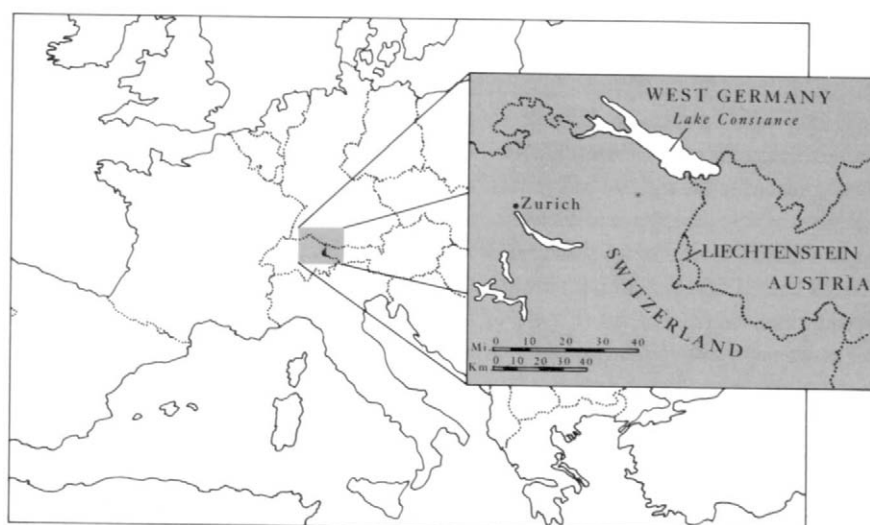 WEST GERMANY
Lake Constance
Zurich
LIECHTENSTEIN
AUSTRIA
SWITZERLAND
0 10 20 30 40
Mi.
0 10 20 30 40
Km